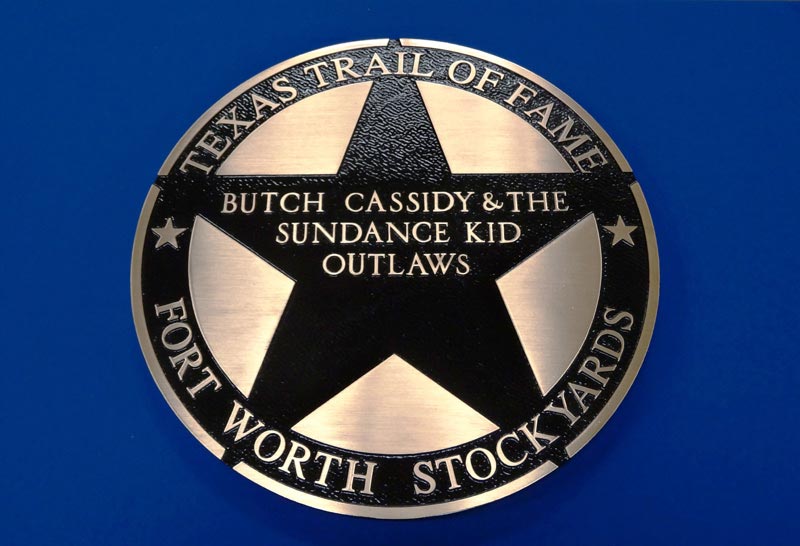 TEXAS TRAIL OF FAME
BUTCH CASSIDY & THE
SUNDANCE KID
OUTLAWS
FORT WORTH STOCKYARDS